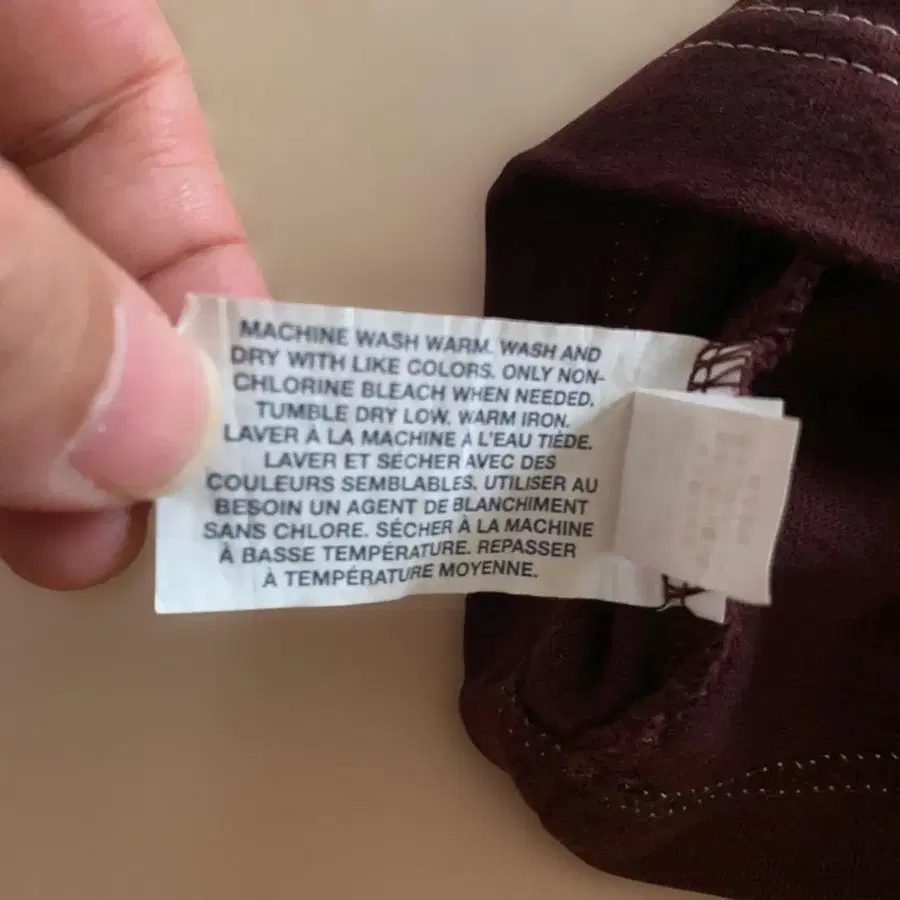 MACHINE WASH WARM. WASH AND
DRY WITH LIKE COLORS. ONLY NON-
CHLORINE BLEACH WHEN NEEDED.
TUMBLE DRY LOW. WARM IRON.
LAVER À LA MACHINE À L'EAU TIÈDE.
LAVER ET SÉCHER AVEC DES
COULEURS SEMBLABLES. UTILISER AU
BESOIN UN AGENT DE BLANCHIMENT
SANS CHLORE. SÉCHER À LA MACHINE
À BASSE TEMPÉRATURE. REPASSER
À TEMPÉRATURE MOYENNE.